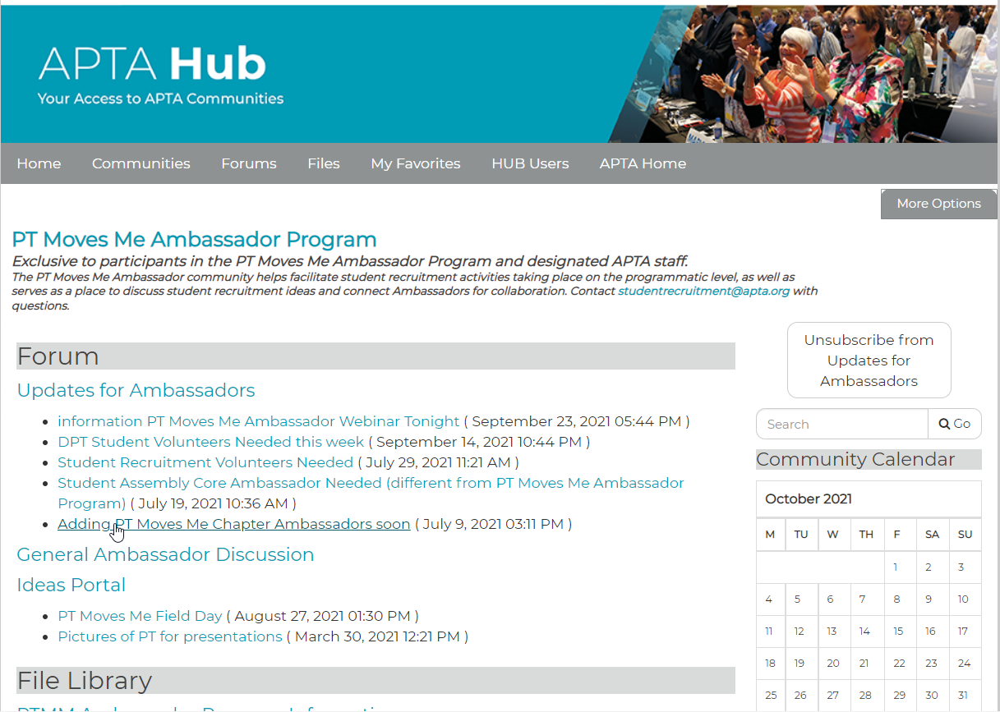 APTA Hub
Your Access to APTA Communities
Home Communities Forums Files My Favorites HUB Users APTA Home
More Options
PT Moves Me Ambassador Program
Exclusive to participants in the PT Moves Me Ambassador Program and designated APTA staff.
The PT Moves Me Ambassador community helps facilitate student recruitment activities taking place on the programmatic level, as well as
serves as a place to discuss student recruitment ideas and connect Ambassadors for collaboration. Contact studentrecruitment@apta.org with
questions.
Forum
Updates for Ambassadors
information PT Moves Me Ambassador Webinar Tonight ( September 23, 2021 05:44 PM )
DPT Student Volunteers Needed this week ( September 14, 2021 10:44 PM )
Student Recruitment Volunteers Needed ( July 29, 2021 11:21 AM )
Student Assembly Core Ambassador Needed (different from PT Moves Me Ambassador
Program) ( July 19, 2021 10:36 AM )
Adding PT Moves Me Chapter Ambassadors soon ( July 9, 2021 03:11 PM )
General Ambassador Discussion
Ideas Portal
PT Moves Me Field Day ( August 27, 2021 01:30 PM )
Pictures of PT for presentations ( March 30, 2021 12:21 PM )
File Library
Unsubscribe from
Updates for
Ambassadors
Search Go
Community Calendar
October 2021
M TU W TH F SA SU
1 2 3
4 5 6 7 8 9 10
11 12 13 14 15 16 17
18 19 20 21 22 23 24
25 26 27 28 29 30 31